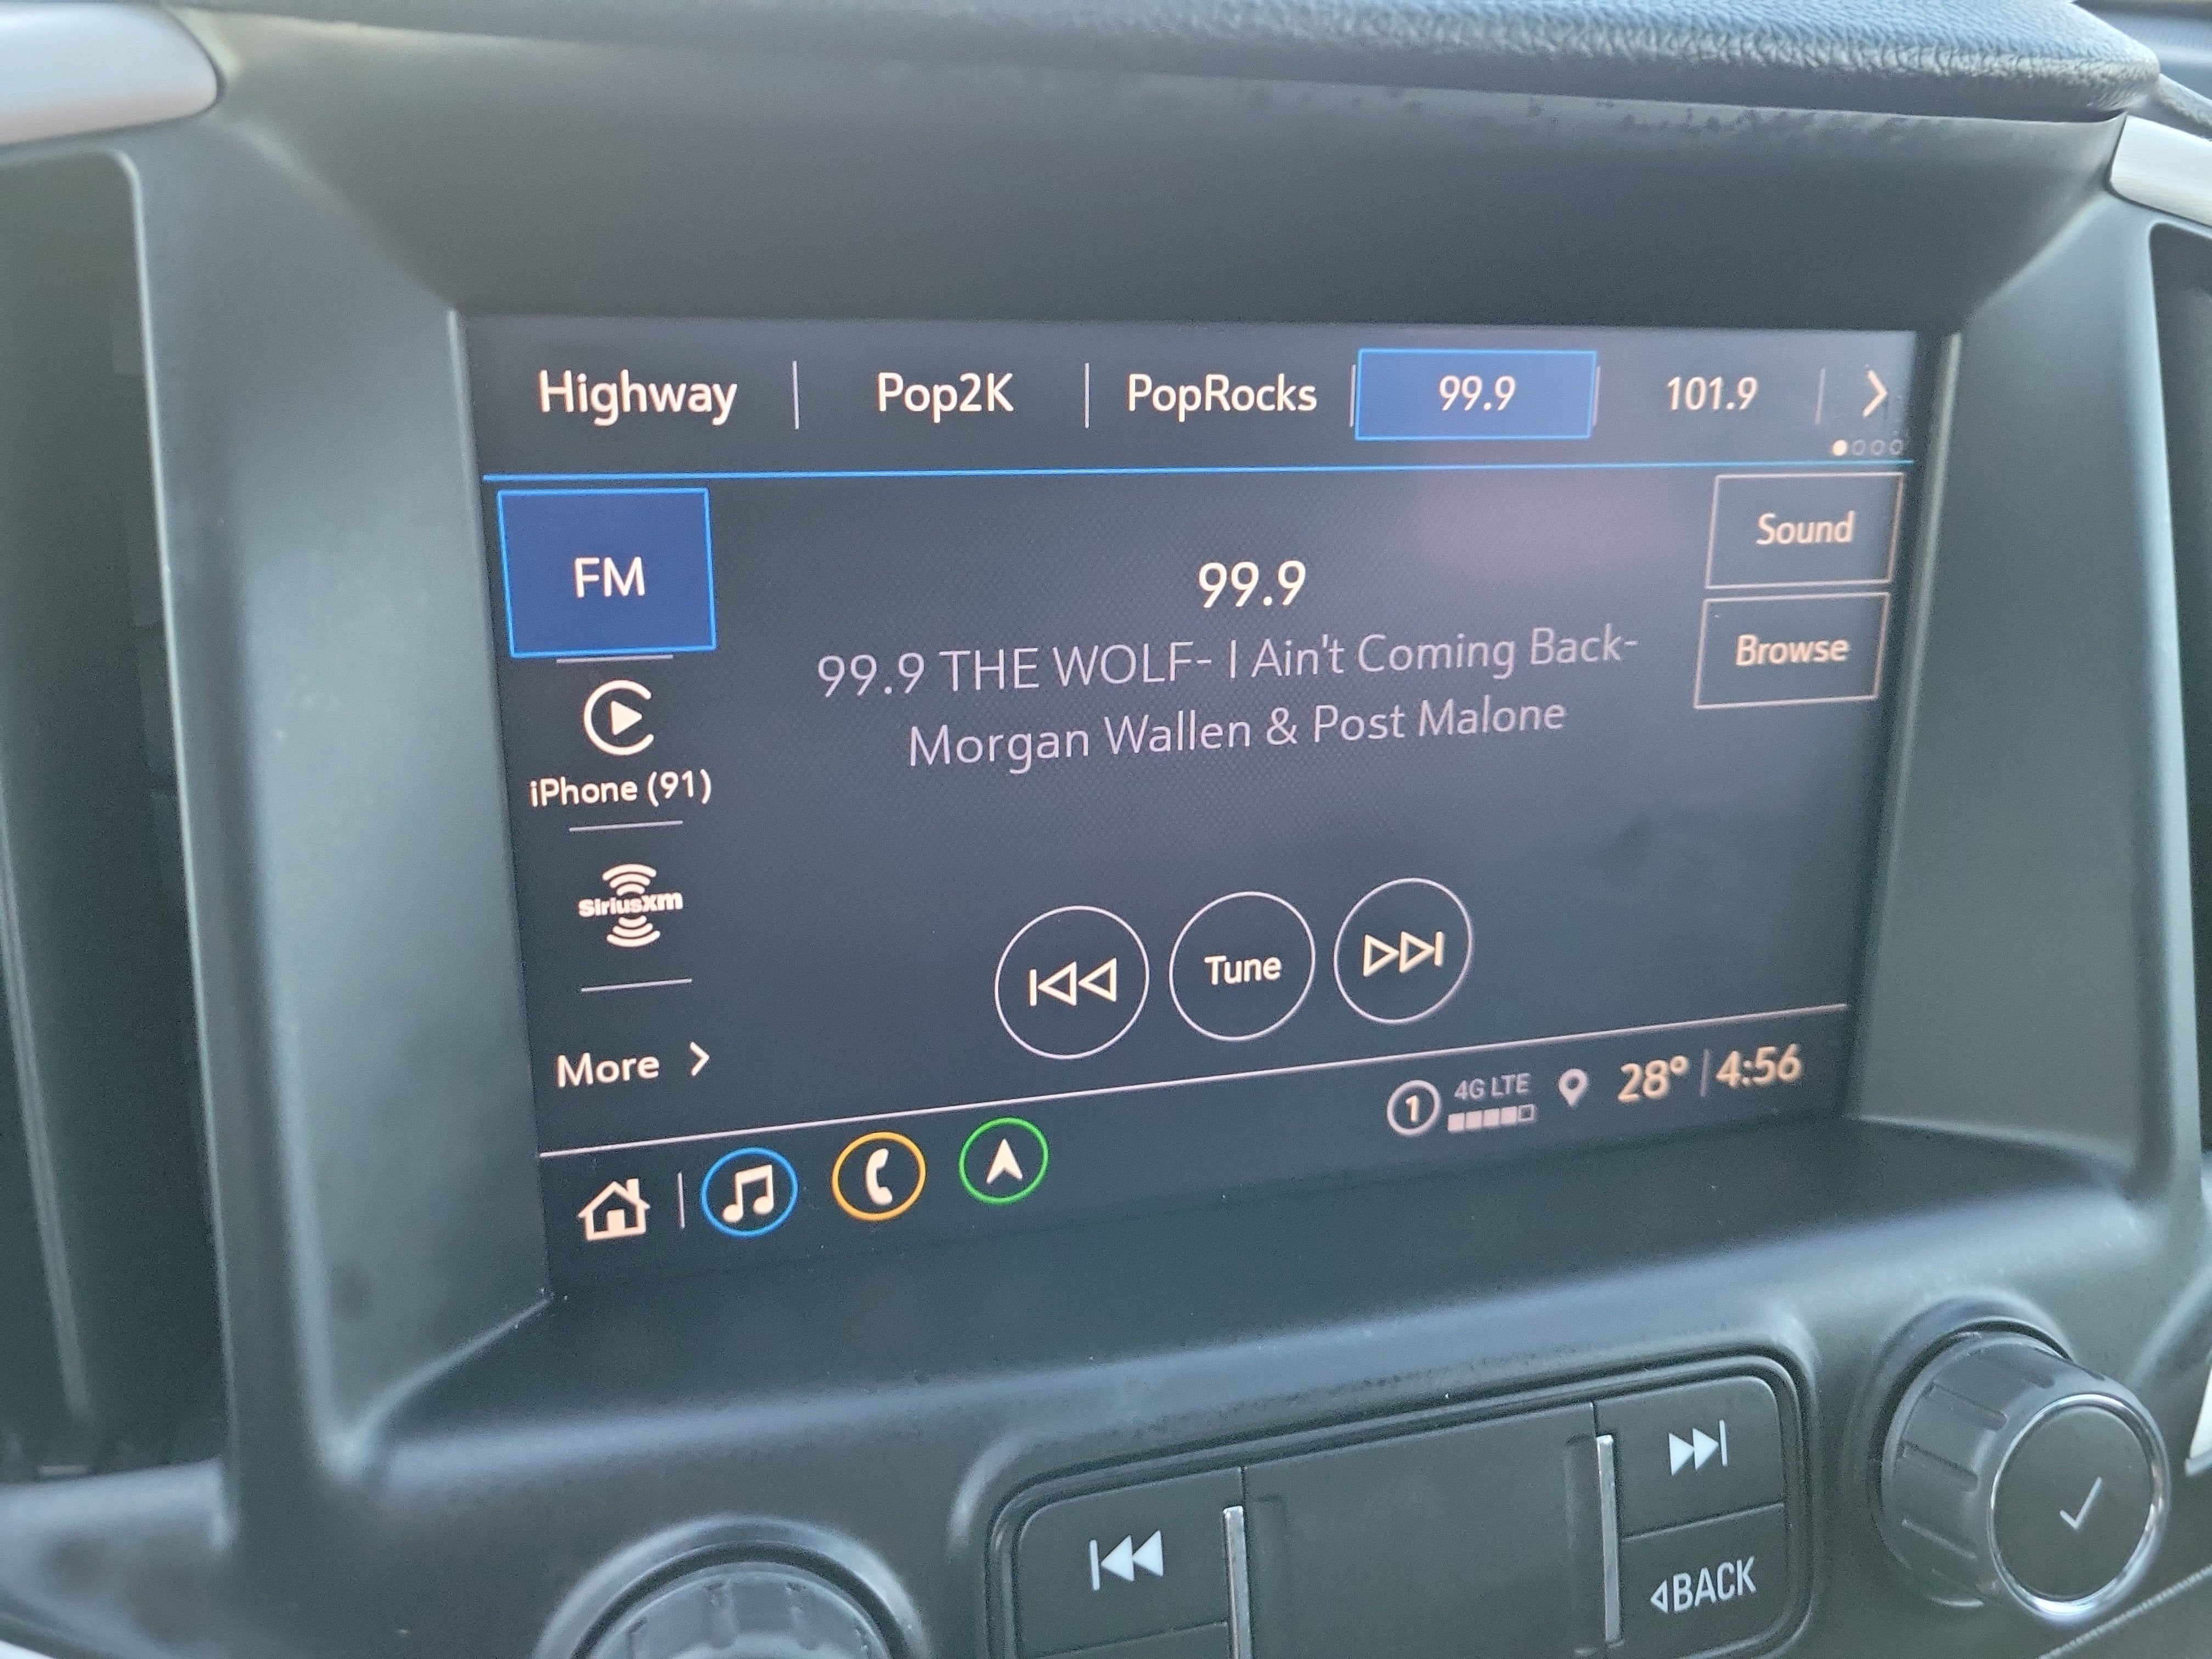 Highway | Pop2K | PopRocks | 99.9 | 101.9
FM
Sound
99.9
99.9 THE WOLF- I Ain't Coming Back-
Morgan Wallen & Post Malone
Browse
iPhone (91)
SiriusXM
Tune
More
1 4G LTE 28° | 4:56
BACK